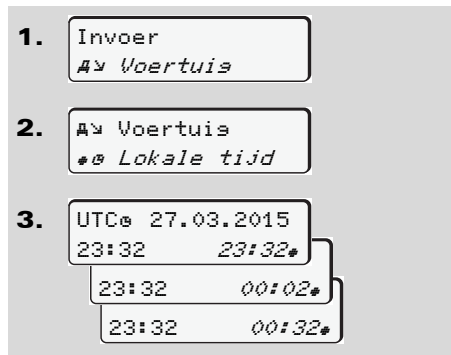 1. Invoer
Voertuig
2. Voertuig
Lokale tijd
3. UTC 27.03.2015
23:32 23:32
23:32 00:02
23:32 00:32